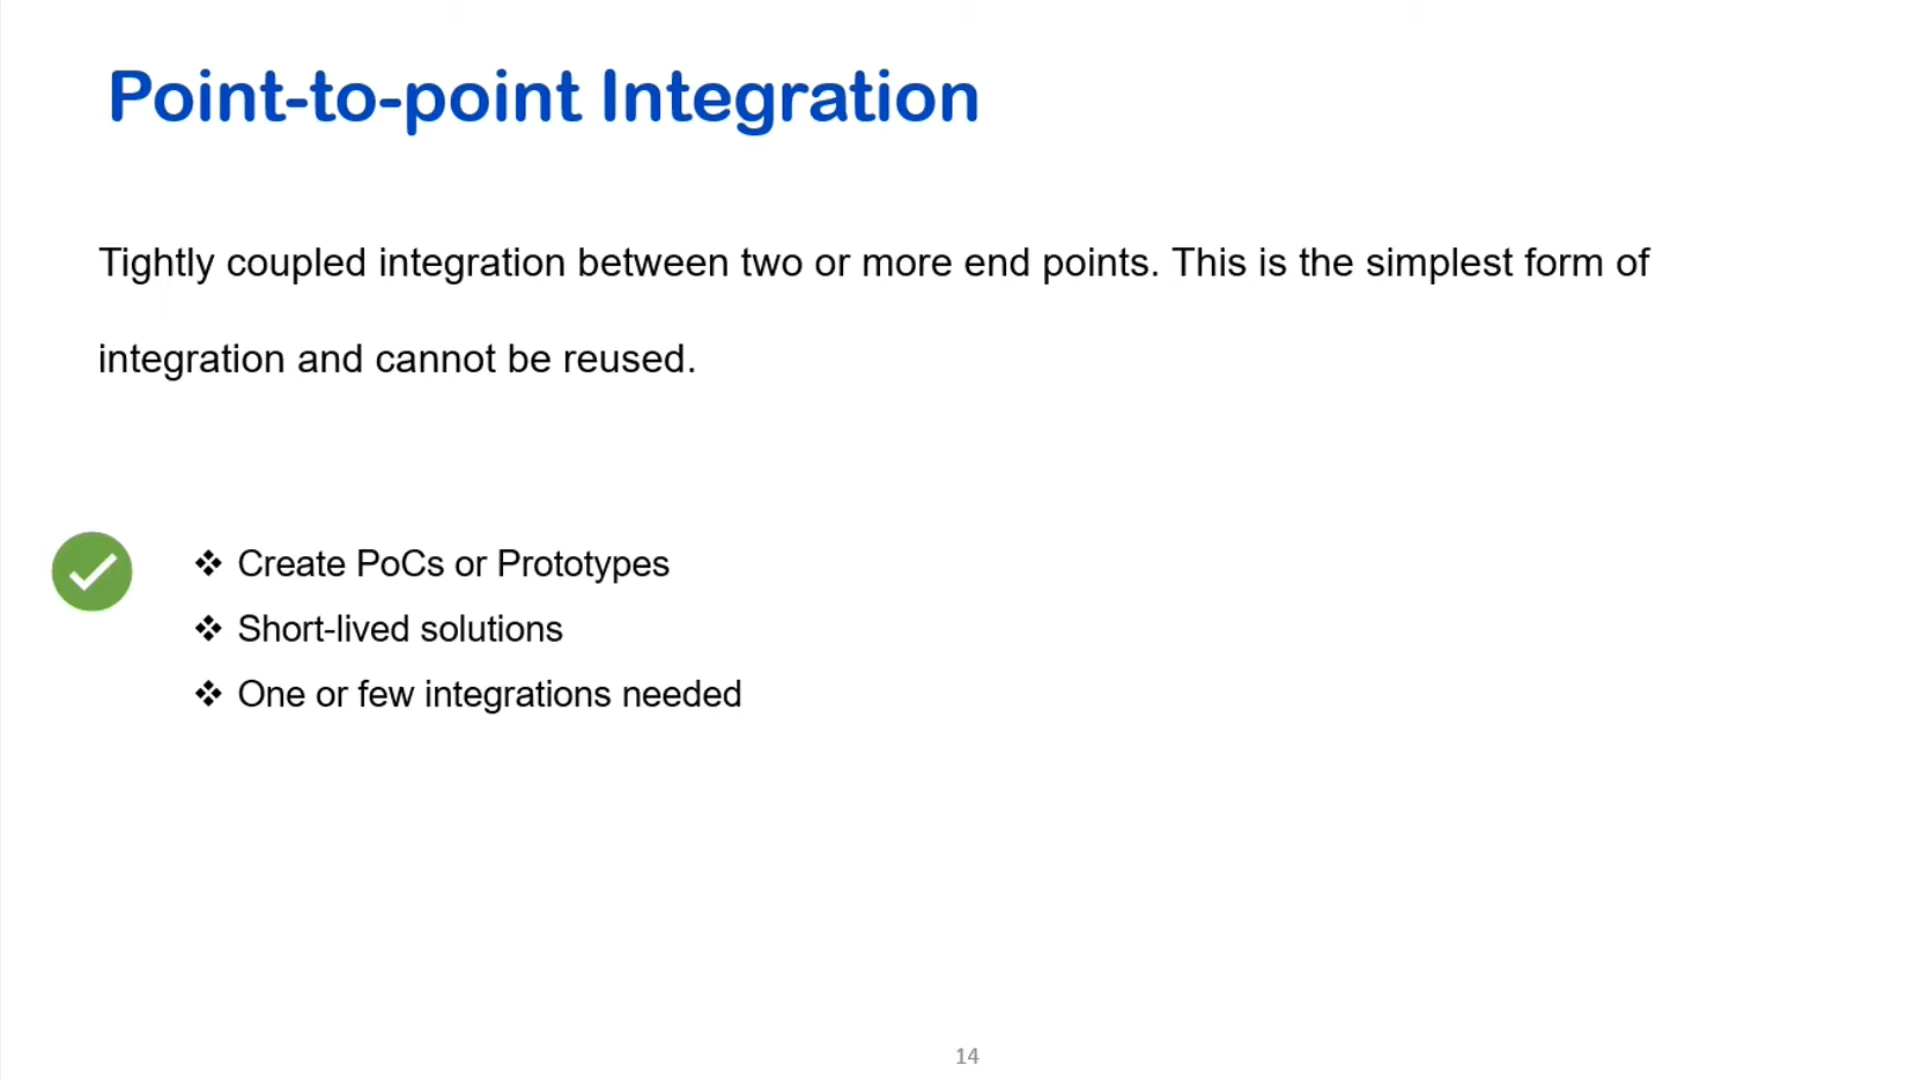 Point-to-point Integration
Tightly coupled integration between two or more end points. This is the simplest form of
integration and cannot be reused.
❖ Create PoCs or Prototypes
❖ Short-lived solutions
❖ One or few integrations needed
14